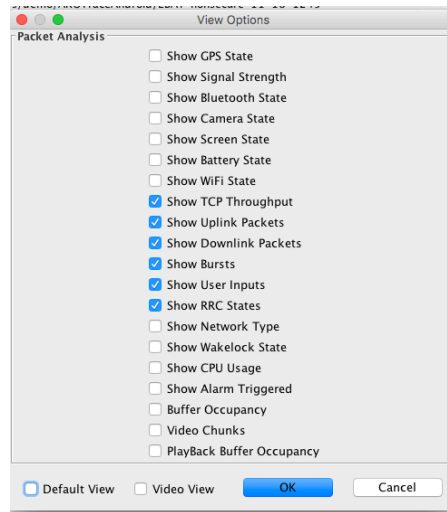 View Options
Packet Analysis
Show GPS State
Show Signal Strength
Show Bluetooth State
Show Camera State
Show Screen State
Show Battery State
Show WiFi State
Show TCP Throughput
Show Uplink Packets
Show Downlink Packets
Show Bursts
Show User Inputs
Show RRC States
Show Network Type
Show Wakelock State
Show CPU Usage
Show Alarm Triggered
Buffer Occupancy
Video Chunks
PlayBack Buffer Occupancy
Default View Video View OK Cancel